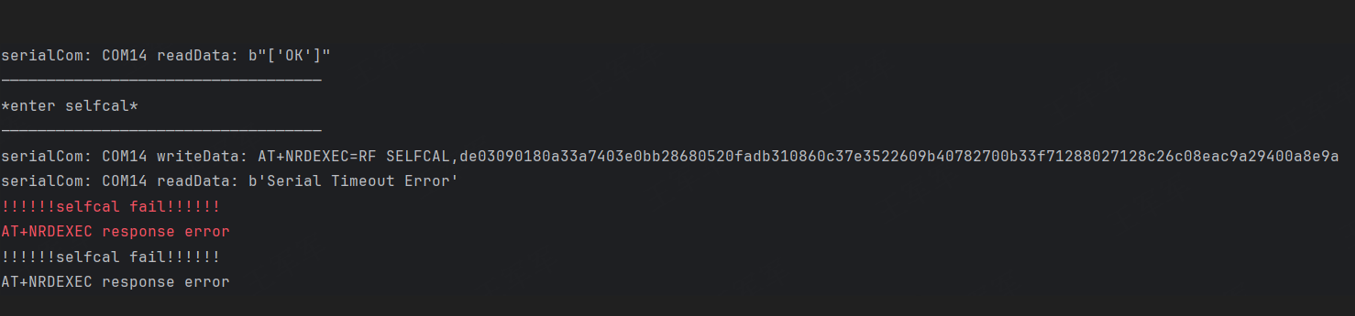 serialCom: COM14 readData: b"['OK']"
———————————————————————————————————
*enter selfcal*
———————————————————————————————————
serialCom: COM14 writeData: AT+NRDEXEC=RF SELFCAL,de03090180a33a7403e0bb28680520fadb310860c37e3522609b40782700b33f71288027128c26c08eac9a29400a8e9a
serialCom: COM14 readData: b'Serial Timeout Error'
!!!!!!selfcal fail!!!!!!
AT+NRDEXEC response error
!!!!!!selfcal fail!!!!!!
AT+NRDEXEC response error